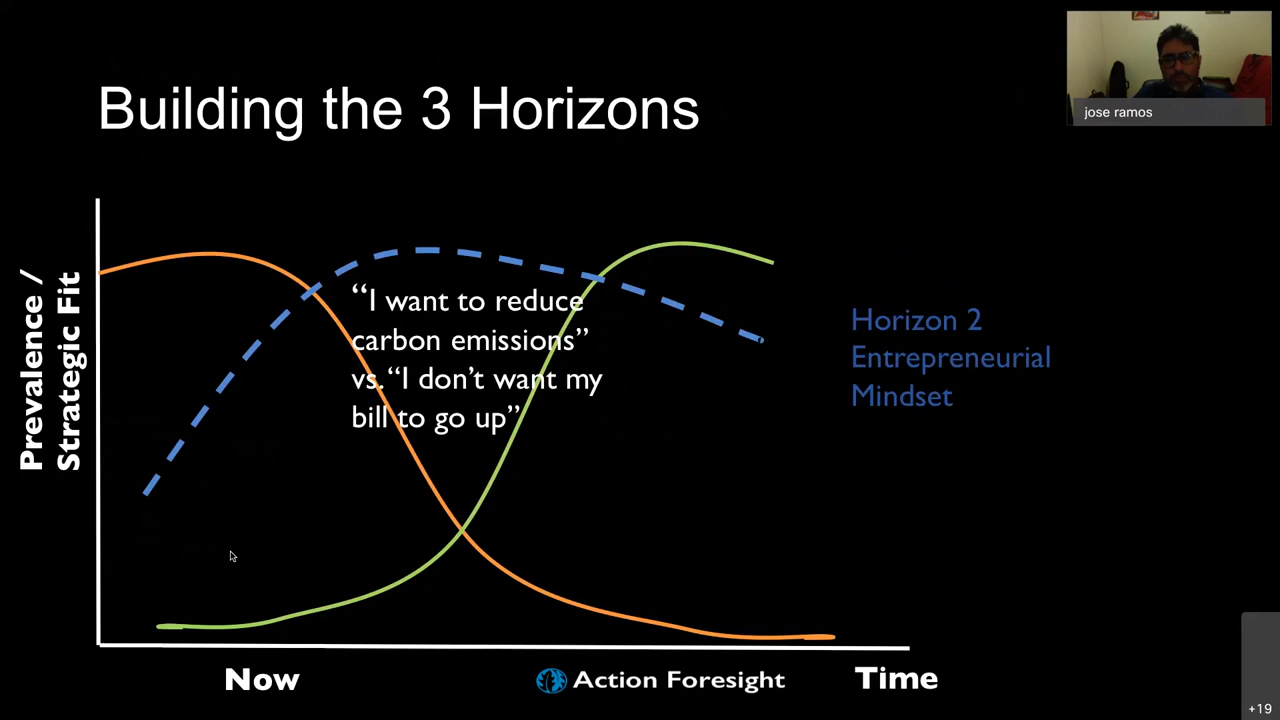 Building the 3 Horizons
jose ramos
Prevalence /
Strategic Fit
“I want to reduce
carbon emissions”
vs. “I don’t want my
bill to go up”
Horizon 2
Entrepreneurial
Mindset
Now
Action Foresight
Time
+19